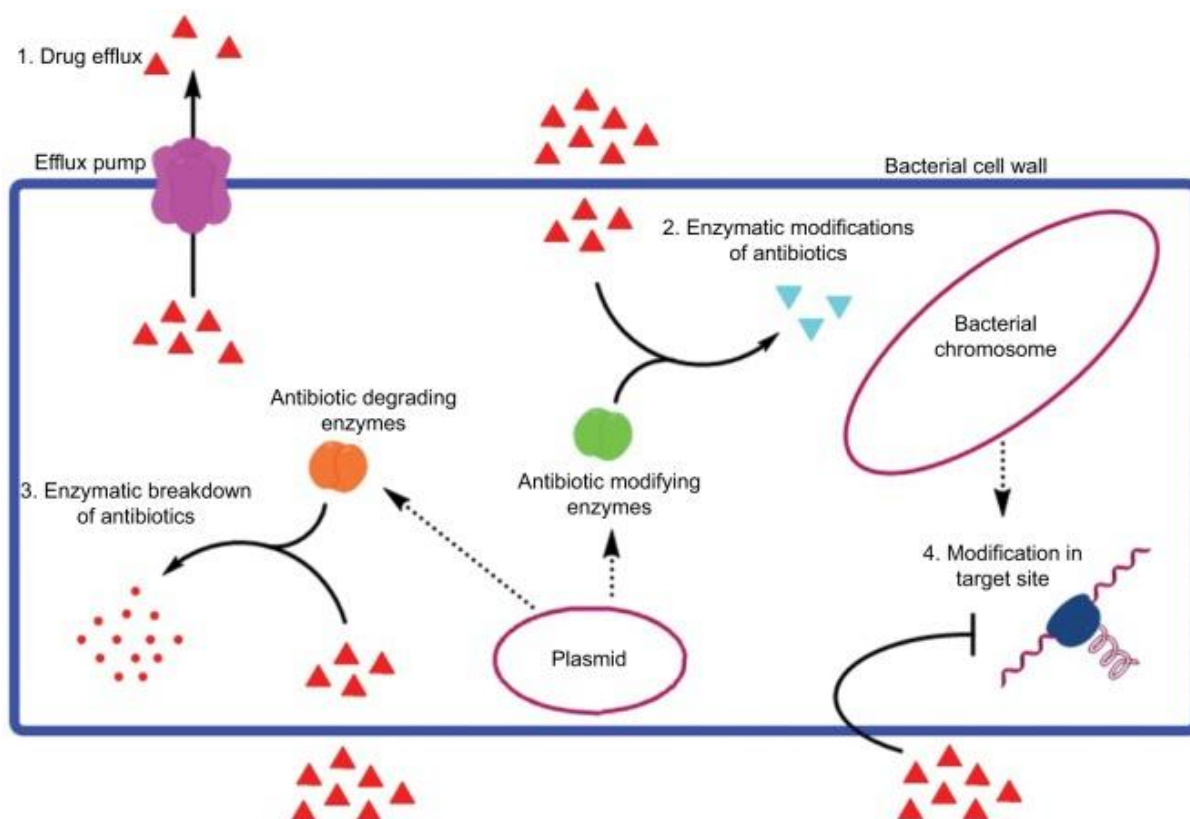 1. Drug efflux
Efflux pump
Bacterial cell wall
2. Enzymatic modifications
of antibiotics
Bacterial
chromosome
Antibiotic degrading
enzymes
3. Enzymatic breakdown
of antibiotics
Antibiotic modifying
enzymes
4. Modification in
target site
Plasmid